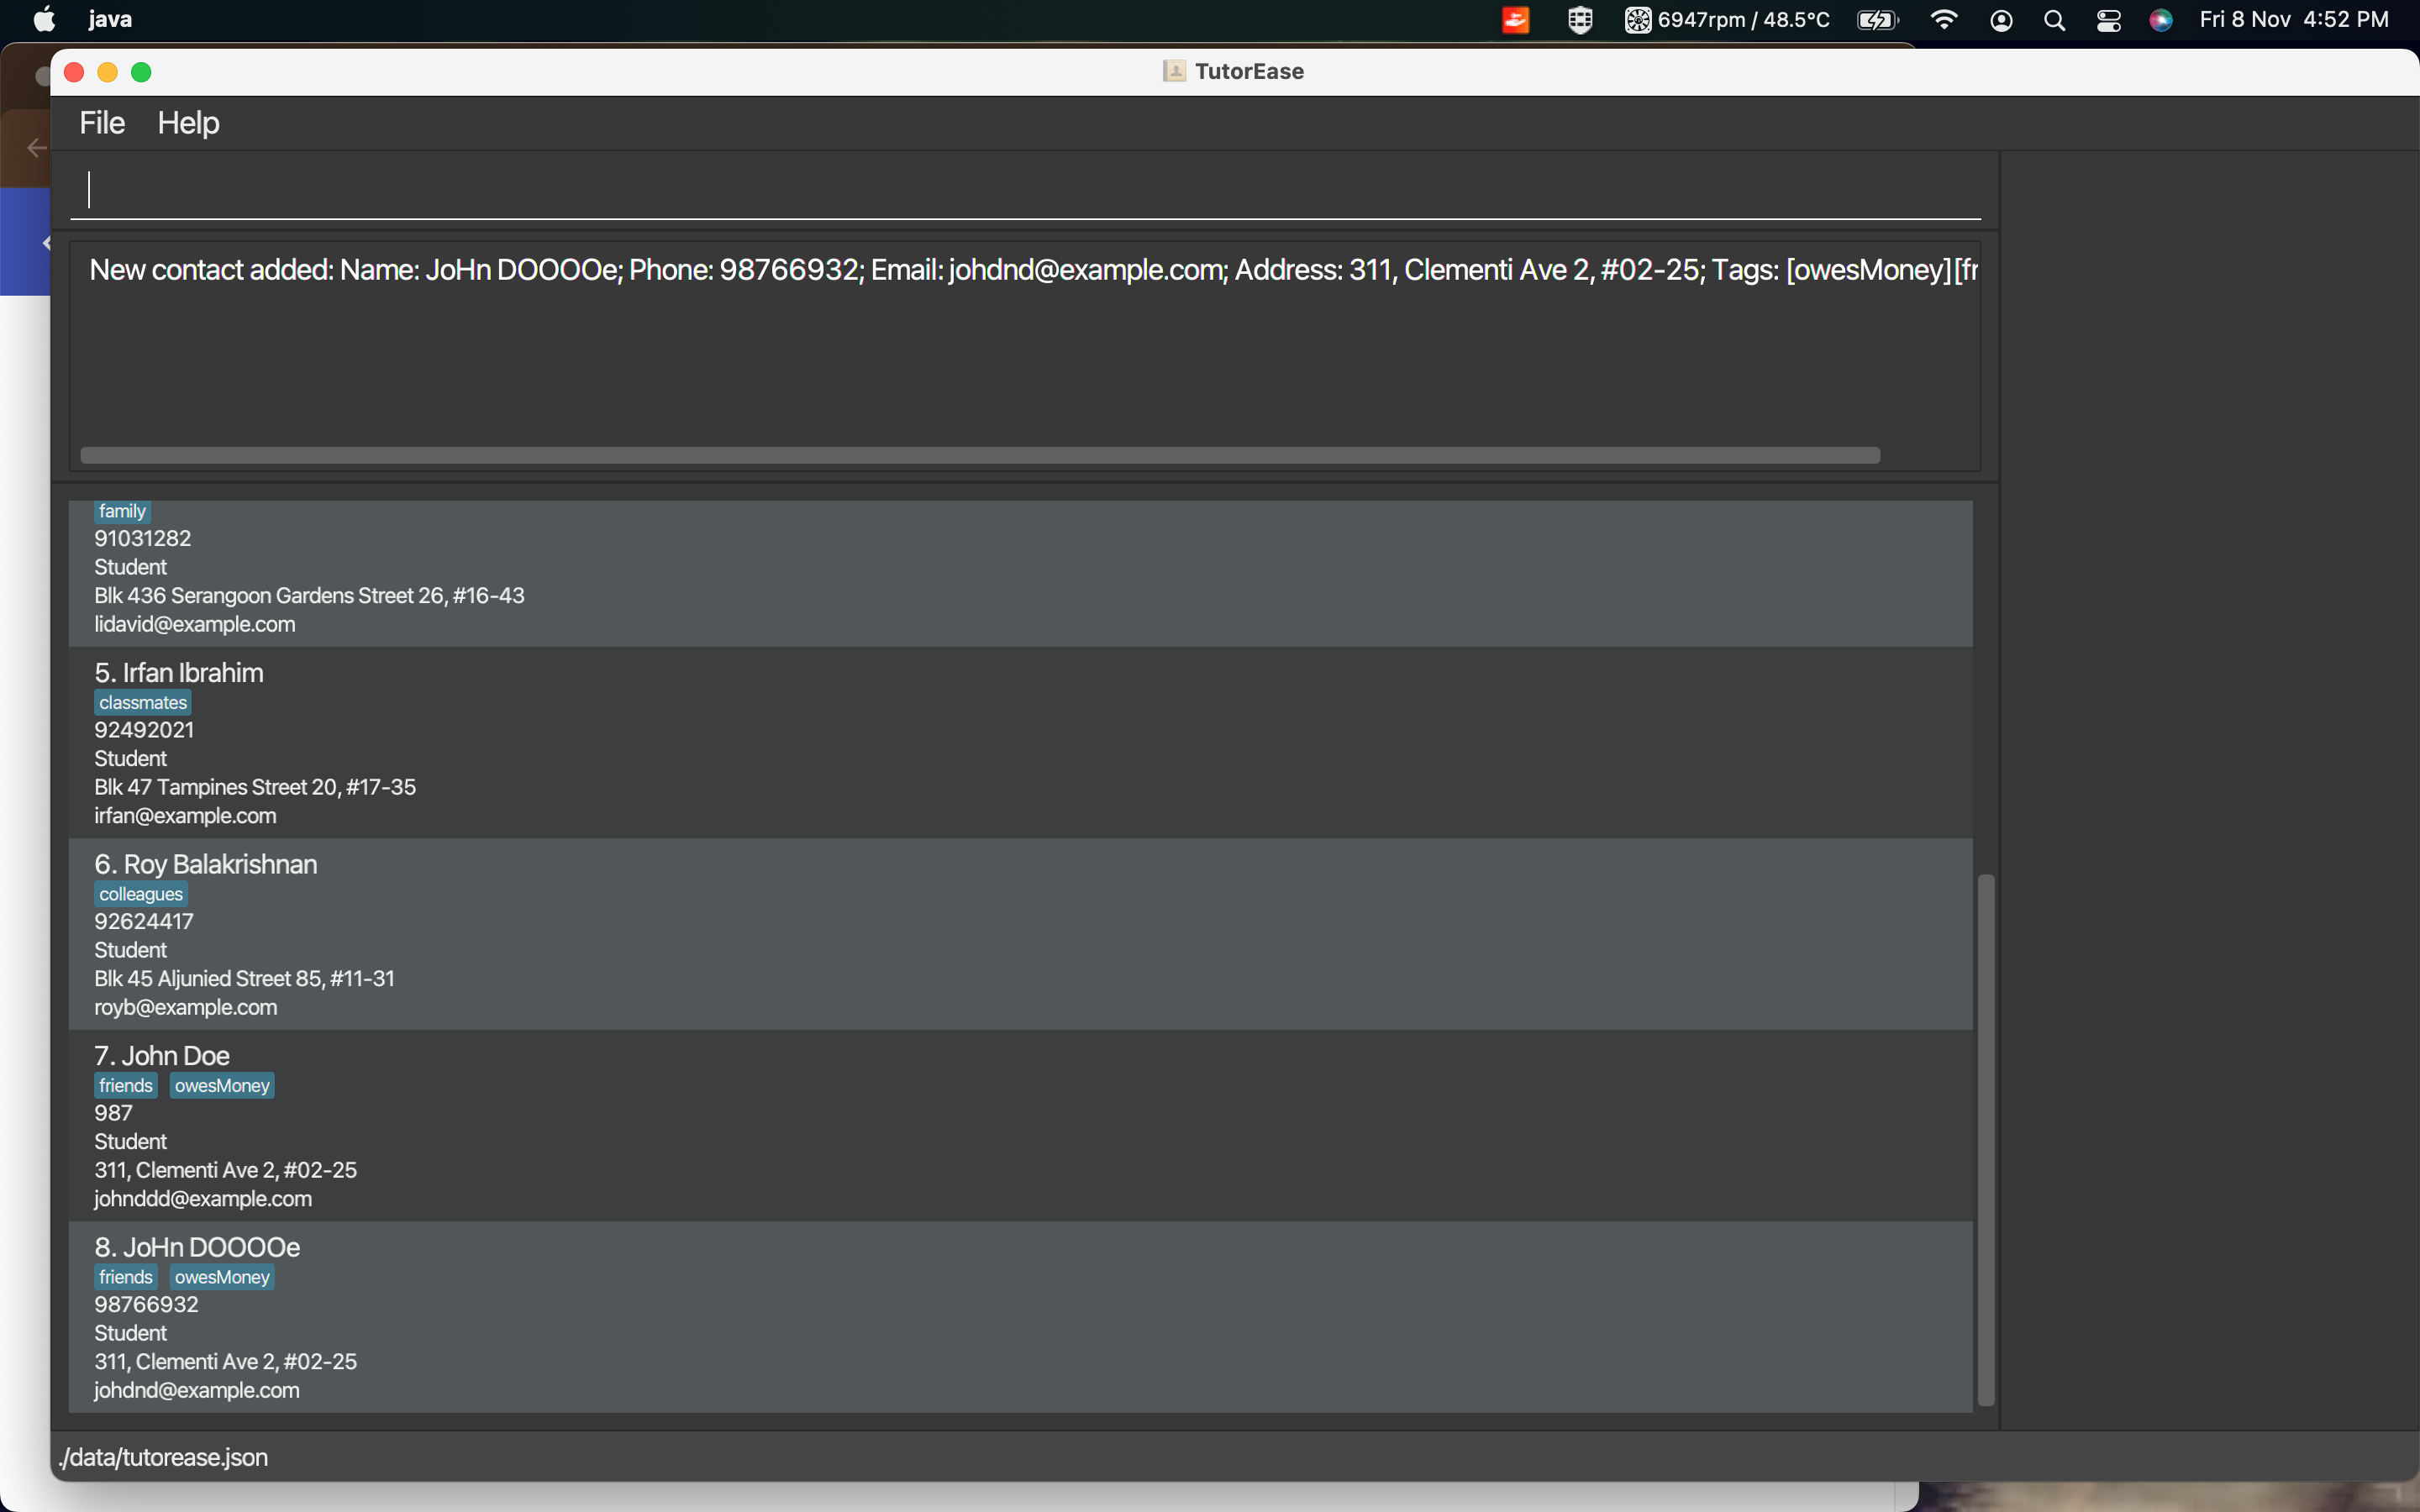 java
6947rpm / 48.5°C
Fri 8 Nov 4:52 PM
TutorEase
File Help
New contact added: Name: JoHn DOOOOe; Phone: 98766932; Email: johdnd@example.com; Address: 311, Clementi Ave 2, #02-25; Tags: [owesMoney][fr
family
91031282
Student
Blk 436 Serangoon Gardens Street 26, #16-43
lidavid@example.com
5. Irfan Ibrahim
classmates
92492021
Student
Blk 47 Tampines Street 20, #17-35
irfan@example.com
6. Roy Balakrishnan
colleagues
92624417
Student
Blk 45 Aljunied Street 85, #11-31
royb@example.com
7. John Doe
friends owesMoney
987
Student
311, Clementi Ave 2, #02-25
johnddd@example.com
8. JoHn DOOOOe
friends owesMoney
98766932
Student
311, Clementi Ave 2, #02-25
johdnd@example.com
./data/tutorease.json